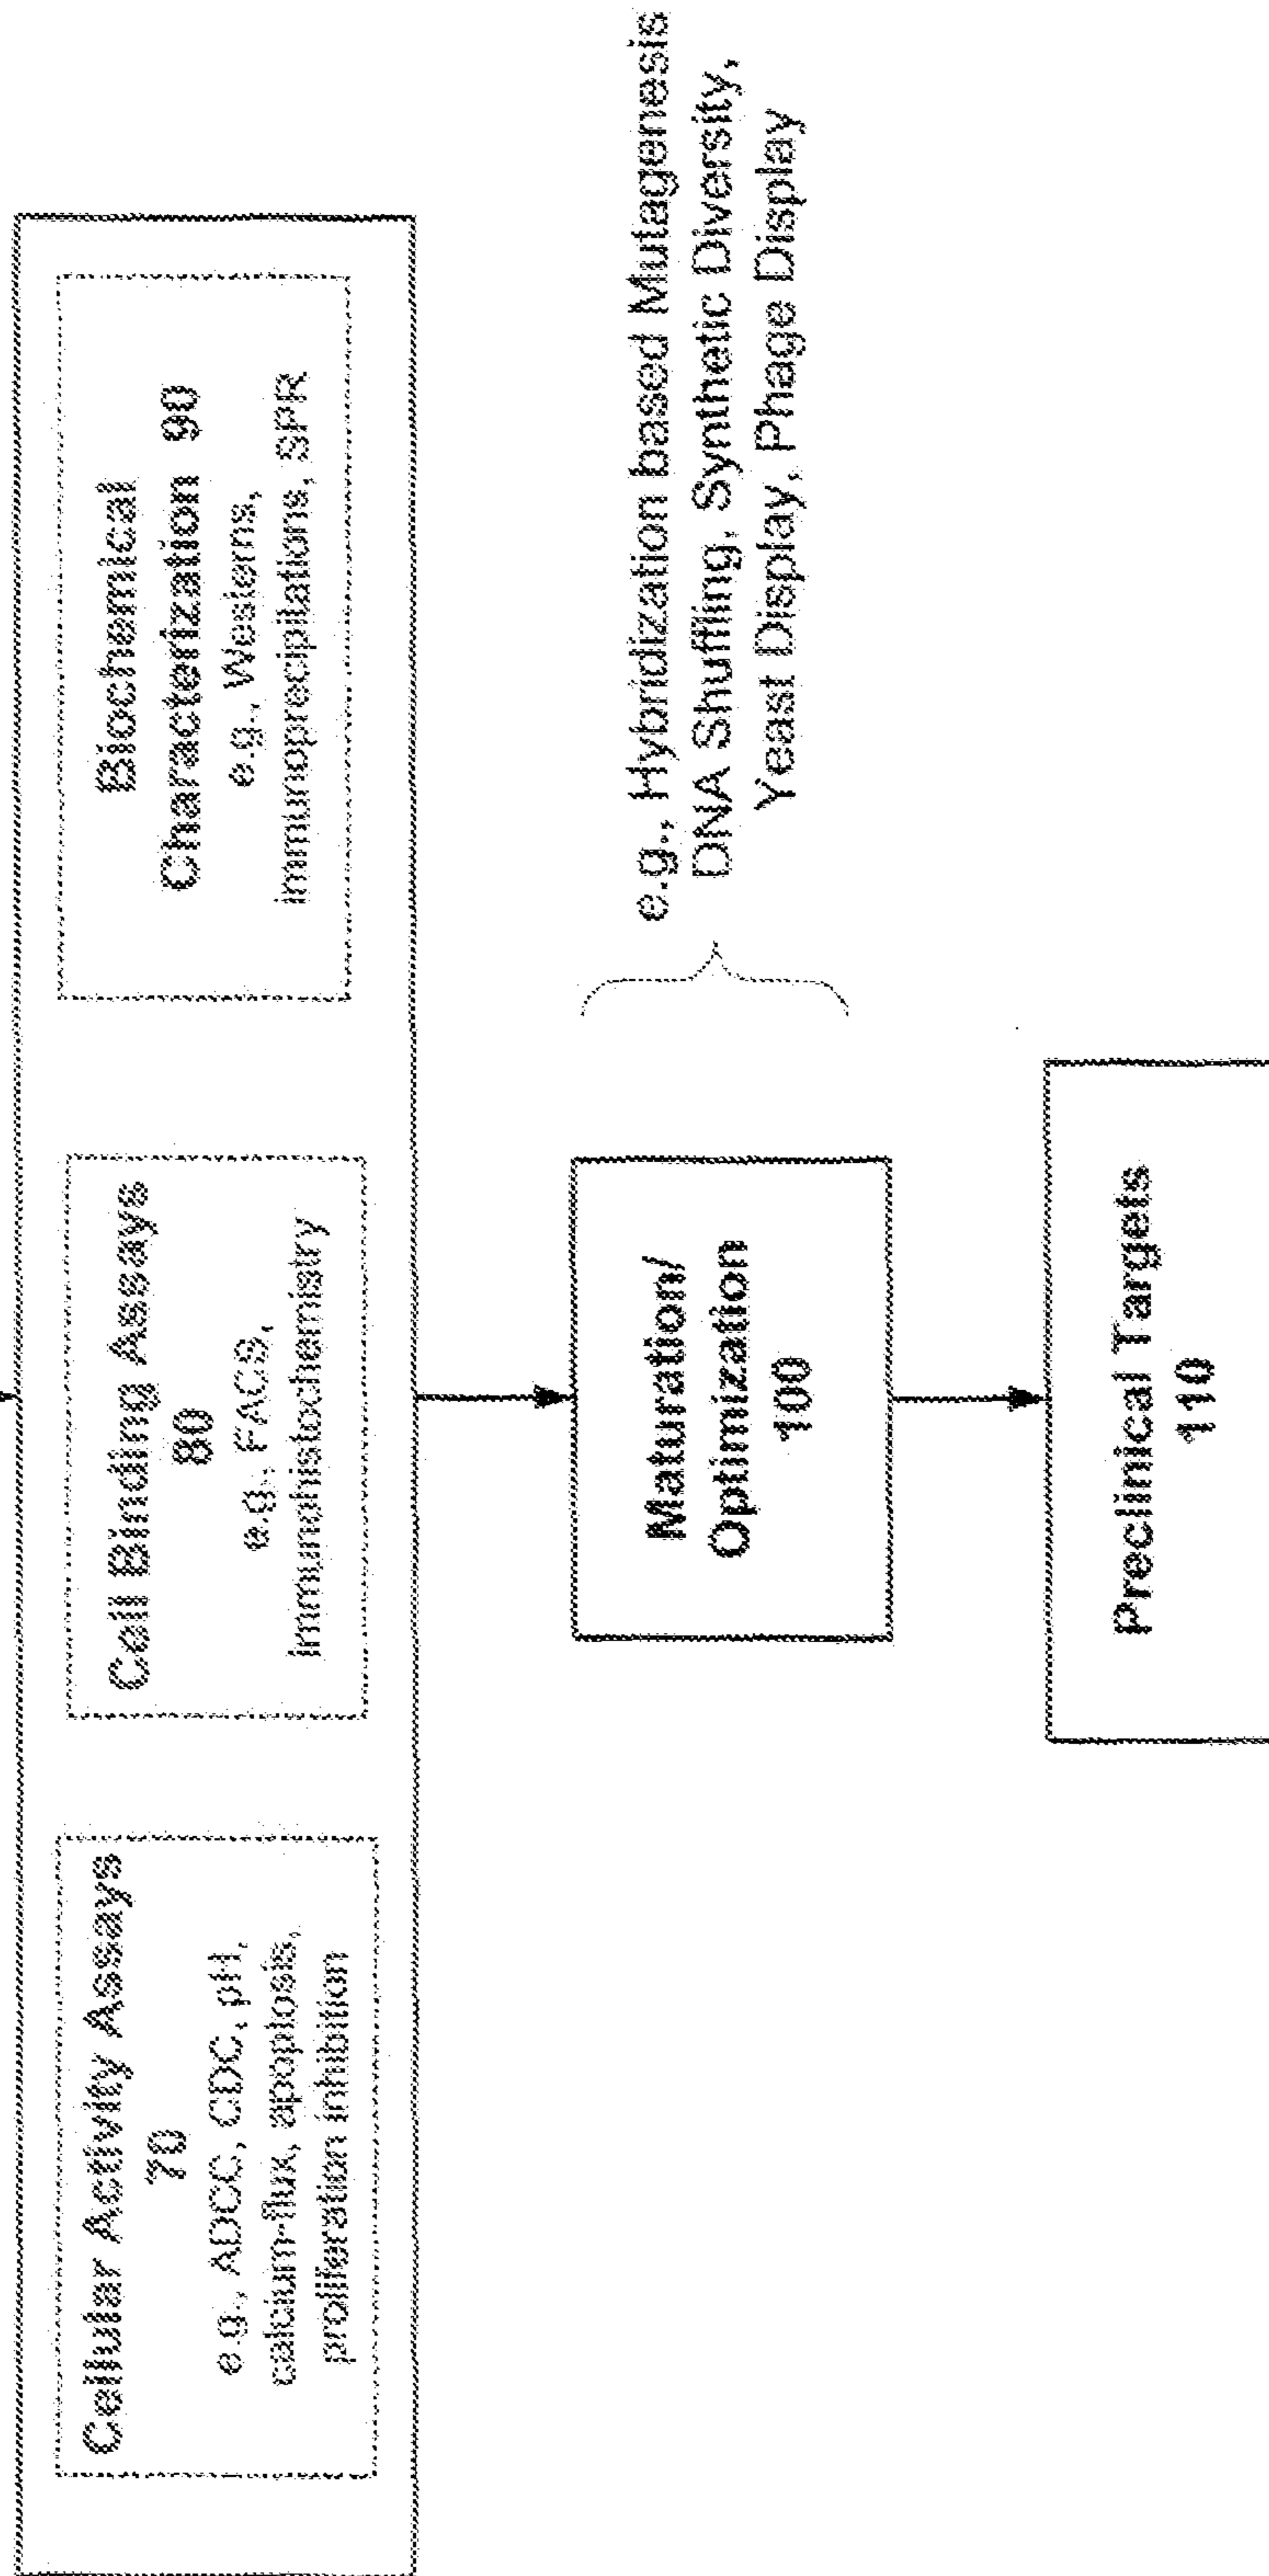 Cellular Activity Assays
70
e.g., ADCC, CDC, pH,
calcium-flux, apoptosis,
proliferation inhibition
Cell Binding Assays
80
e.g., FACS,
Immunohistochemistry
Biochemical
Characterization 90
e.g., Westerns,
immunoprecipitations, SPR
Maturation/
Optimization
100
e.g., Hybridization based Mutagenesis
DNA Shuffling, Synthetic Diversity,
Yeast Display, Phage Display
Preclinical Targets
110